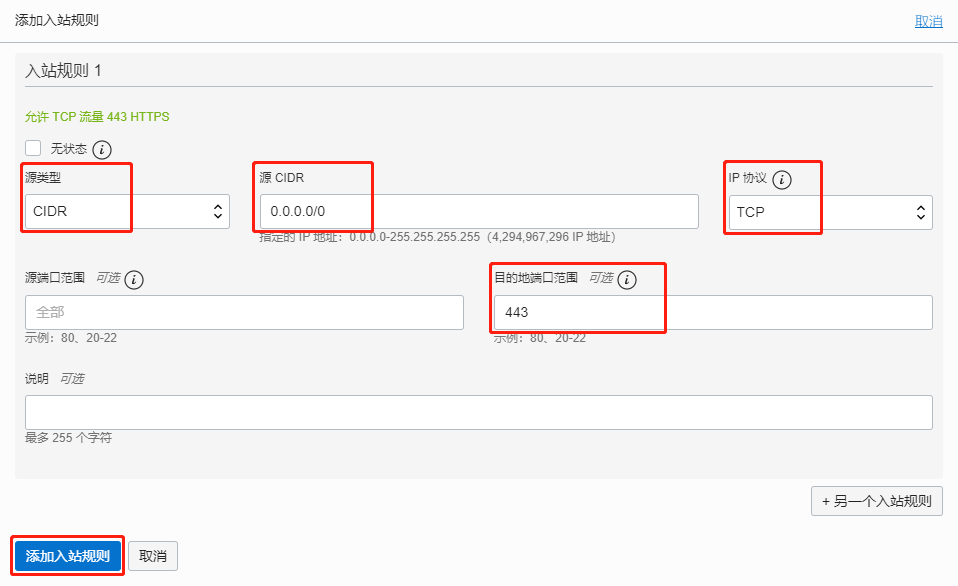 添加入站规则 取消
入站规则 1
允许 TCP 流量 443 HTTPS
无状态 i
源类型 源 CIDR IP 协议 i
CIDR 0.0.0.0/0 TCP
指定的 IP 地址：0.0.0.0-255.255.255.255（4,294,967,296 IP 地址）
源端口范围 可选 i 目的地端口范围 可选 i
全部 443
示例：80、20-22 示例：80、20-22
说明 可选
最多 255 个字符
+ 另一个入站规则
添加入站规则 取消